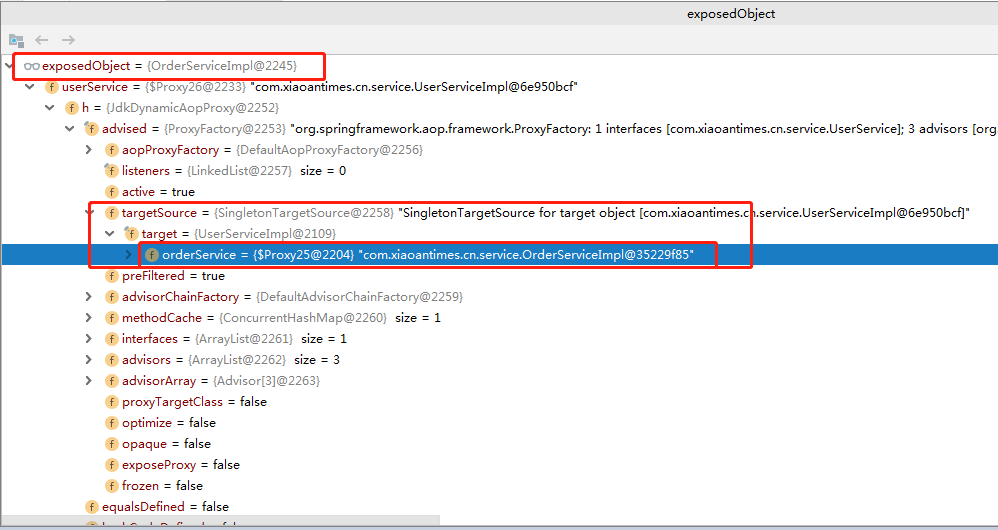 exposedObject
exposedObject = {OrderServiceImpl@2245}
userService = {$Proxy26@2233} "com.xiaoantimes.cn.service.UserServiceImpl@6e950bcf"
h = {JdkDynamicAopProxy@2252}
advised = {ProxyFactory@2253} "org.springframework.aop.framework.ProxyFactory: 1 interfaces [com.xiaoantimes.cn.service.UserService]; 3 advisors [org.
aopProxyFactory = {DefaultAopProxyFactory@2256}
listeners = {LinkedList@2257} size = 0
active = true
targetSource = {SingletonTargetSource@2258} "SingletonTargetSource for target object [com.xiaoantimes.cn.service.UserServiceImpl@6e950bcf]"
target = {UserServiceImpl@2109}
orderService = {$Proxy25@2204} "com.xiaoantimes.cn.service.OrderServiceImpl@35229f85"
preFiltered = true
advisorChainFactory = {DefaultAdvisorChainFactory@2259}
methodCache = {ConcurrentHashMap@2260} size = 1
interfaces = {ArrayList@2261} size = 1
advisors = {ArrayList@2262} size = 3
advisorArray = {Advisor[3]@2263}
proxyTargetClass = false
optimize = false
opaque = false
exposeProxy = false
frozen = false
equalsDefined = false